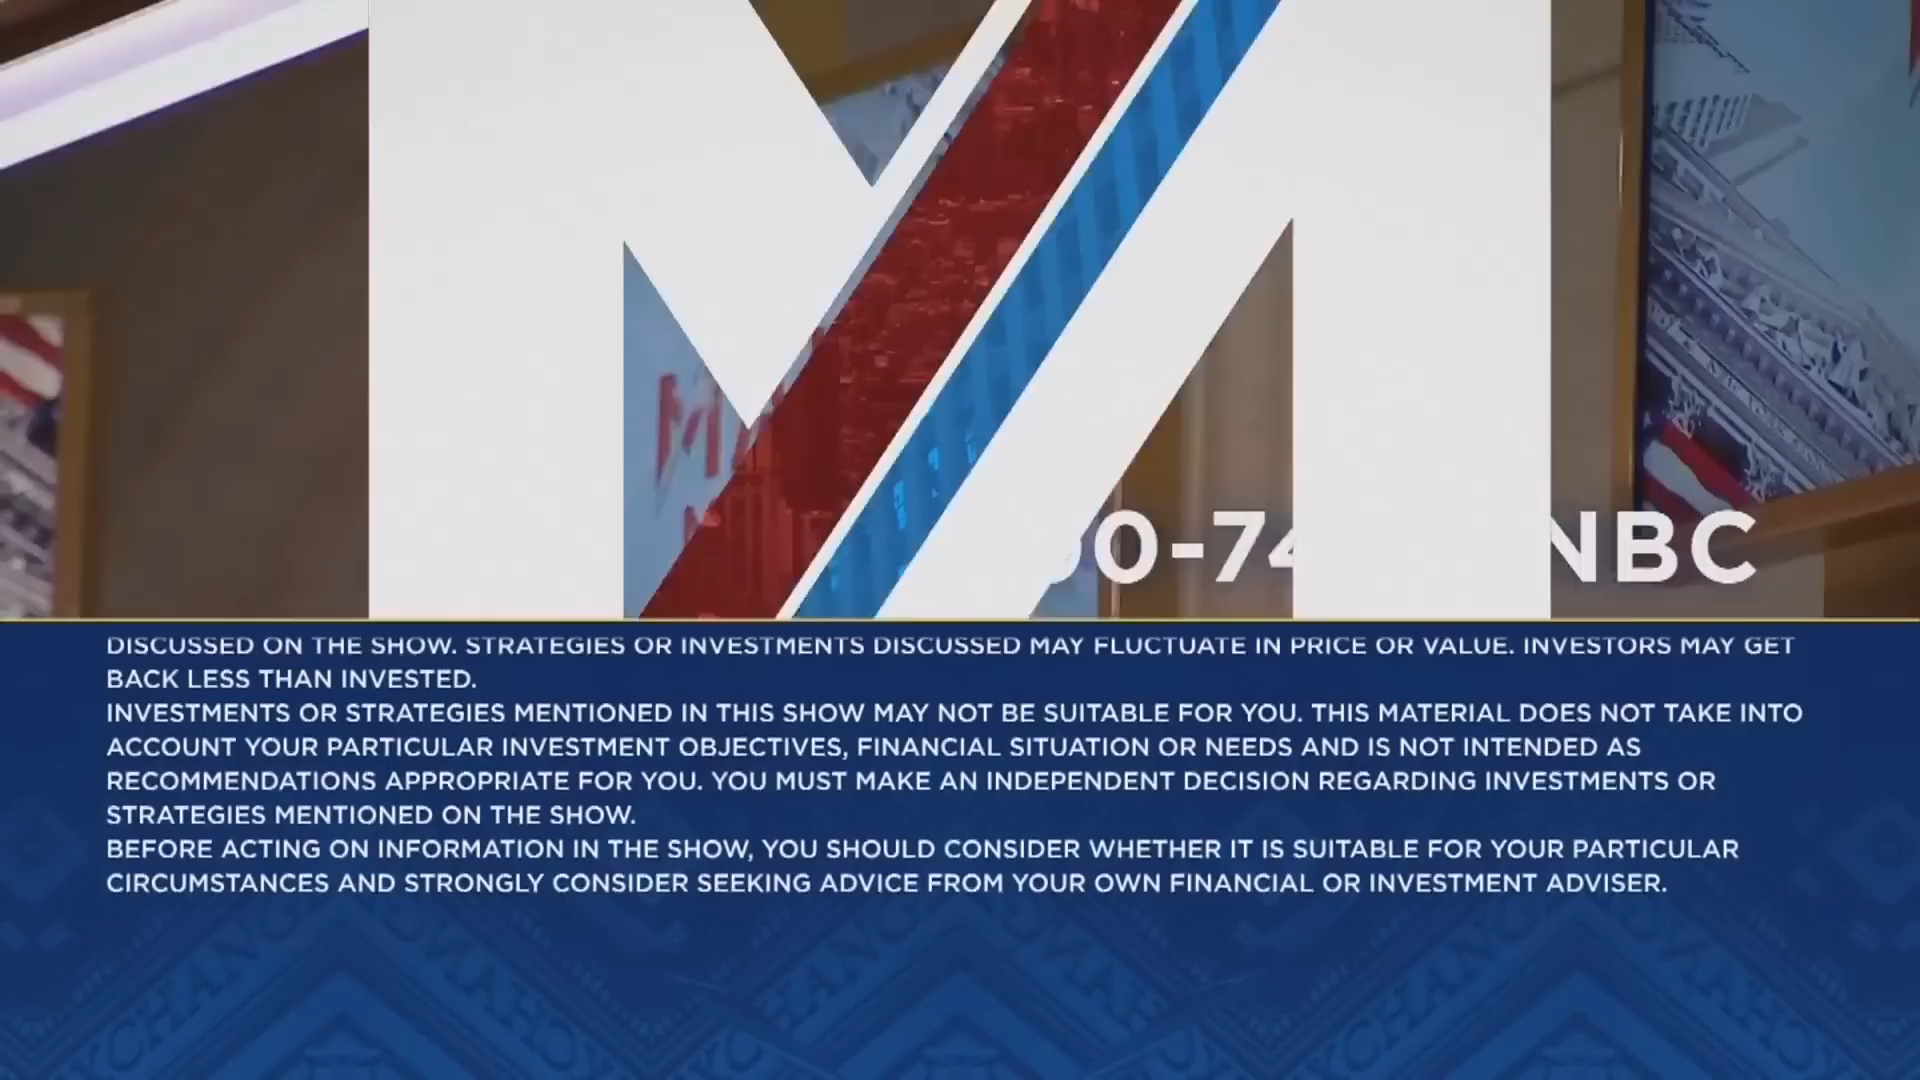 M
MA
0-74
NBC
DISCUSSED ON THE SHOW. STRATEGIES OR INVESTMENTS DISCUSSED MAY FLUCTUATE IN PRICE OR VALUE. INVESTORS MAY GET
BACK LESS THAN INVESTED.
INVESTMENTS OR STRATEGIES MENTIONED IN THIS SHOW MAY NOT BE SUITABLE FOR YOU. THIS MATERIAL DOES NOT TAKE INTO
ACCOUNT YOUR PARTICULAR INVESTMENT OBJECTIVES, FINANCIAL SITUATION OR NEEDS AND IS NOT INTENDED AS
RECOMMENDATIONS APPROPRIATE FOR YOU. YOU MUST MAKE AN INDEPENDENT DECISION REGARDING INVESTMENTS OR
STRATEGIES MENTIONED ON THE SHOW.
BEFORE ACTING ON INFORMATION IN THE SHOW, YOU SHOULD CONSIDER WHETHER IT IS SUITABLE FOR YOUR PARTICULAR
CIRCUMSTANCES AND STRONGLY CONSIDER SEEKING ADVICE FROM YOUR OWN FINANCIAL OR INVESTMENT ADVISER.